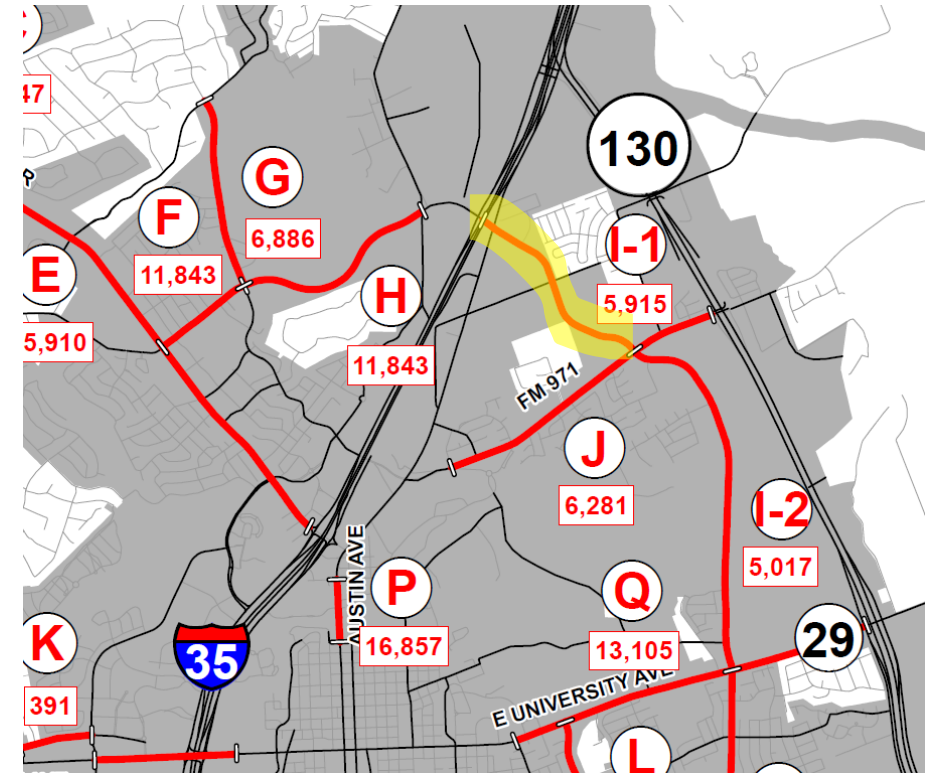 C
47
130
G
R
F
6,886
I-1
E
11,843
H
5,915
5,910
11,843
FM 971
J
6,281
I-2
AUSTIN AVE
5,017
P
Q
K
35
16,857
13,105
29
391
E UNIVERSITY AVE
L